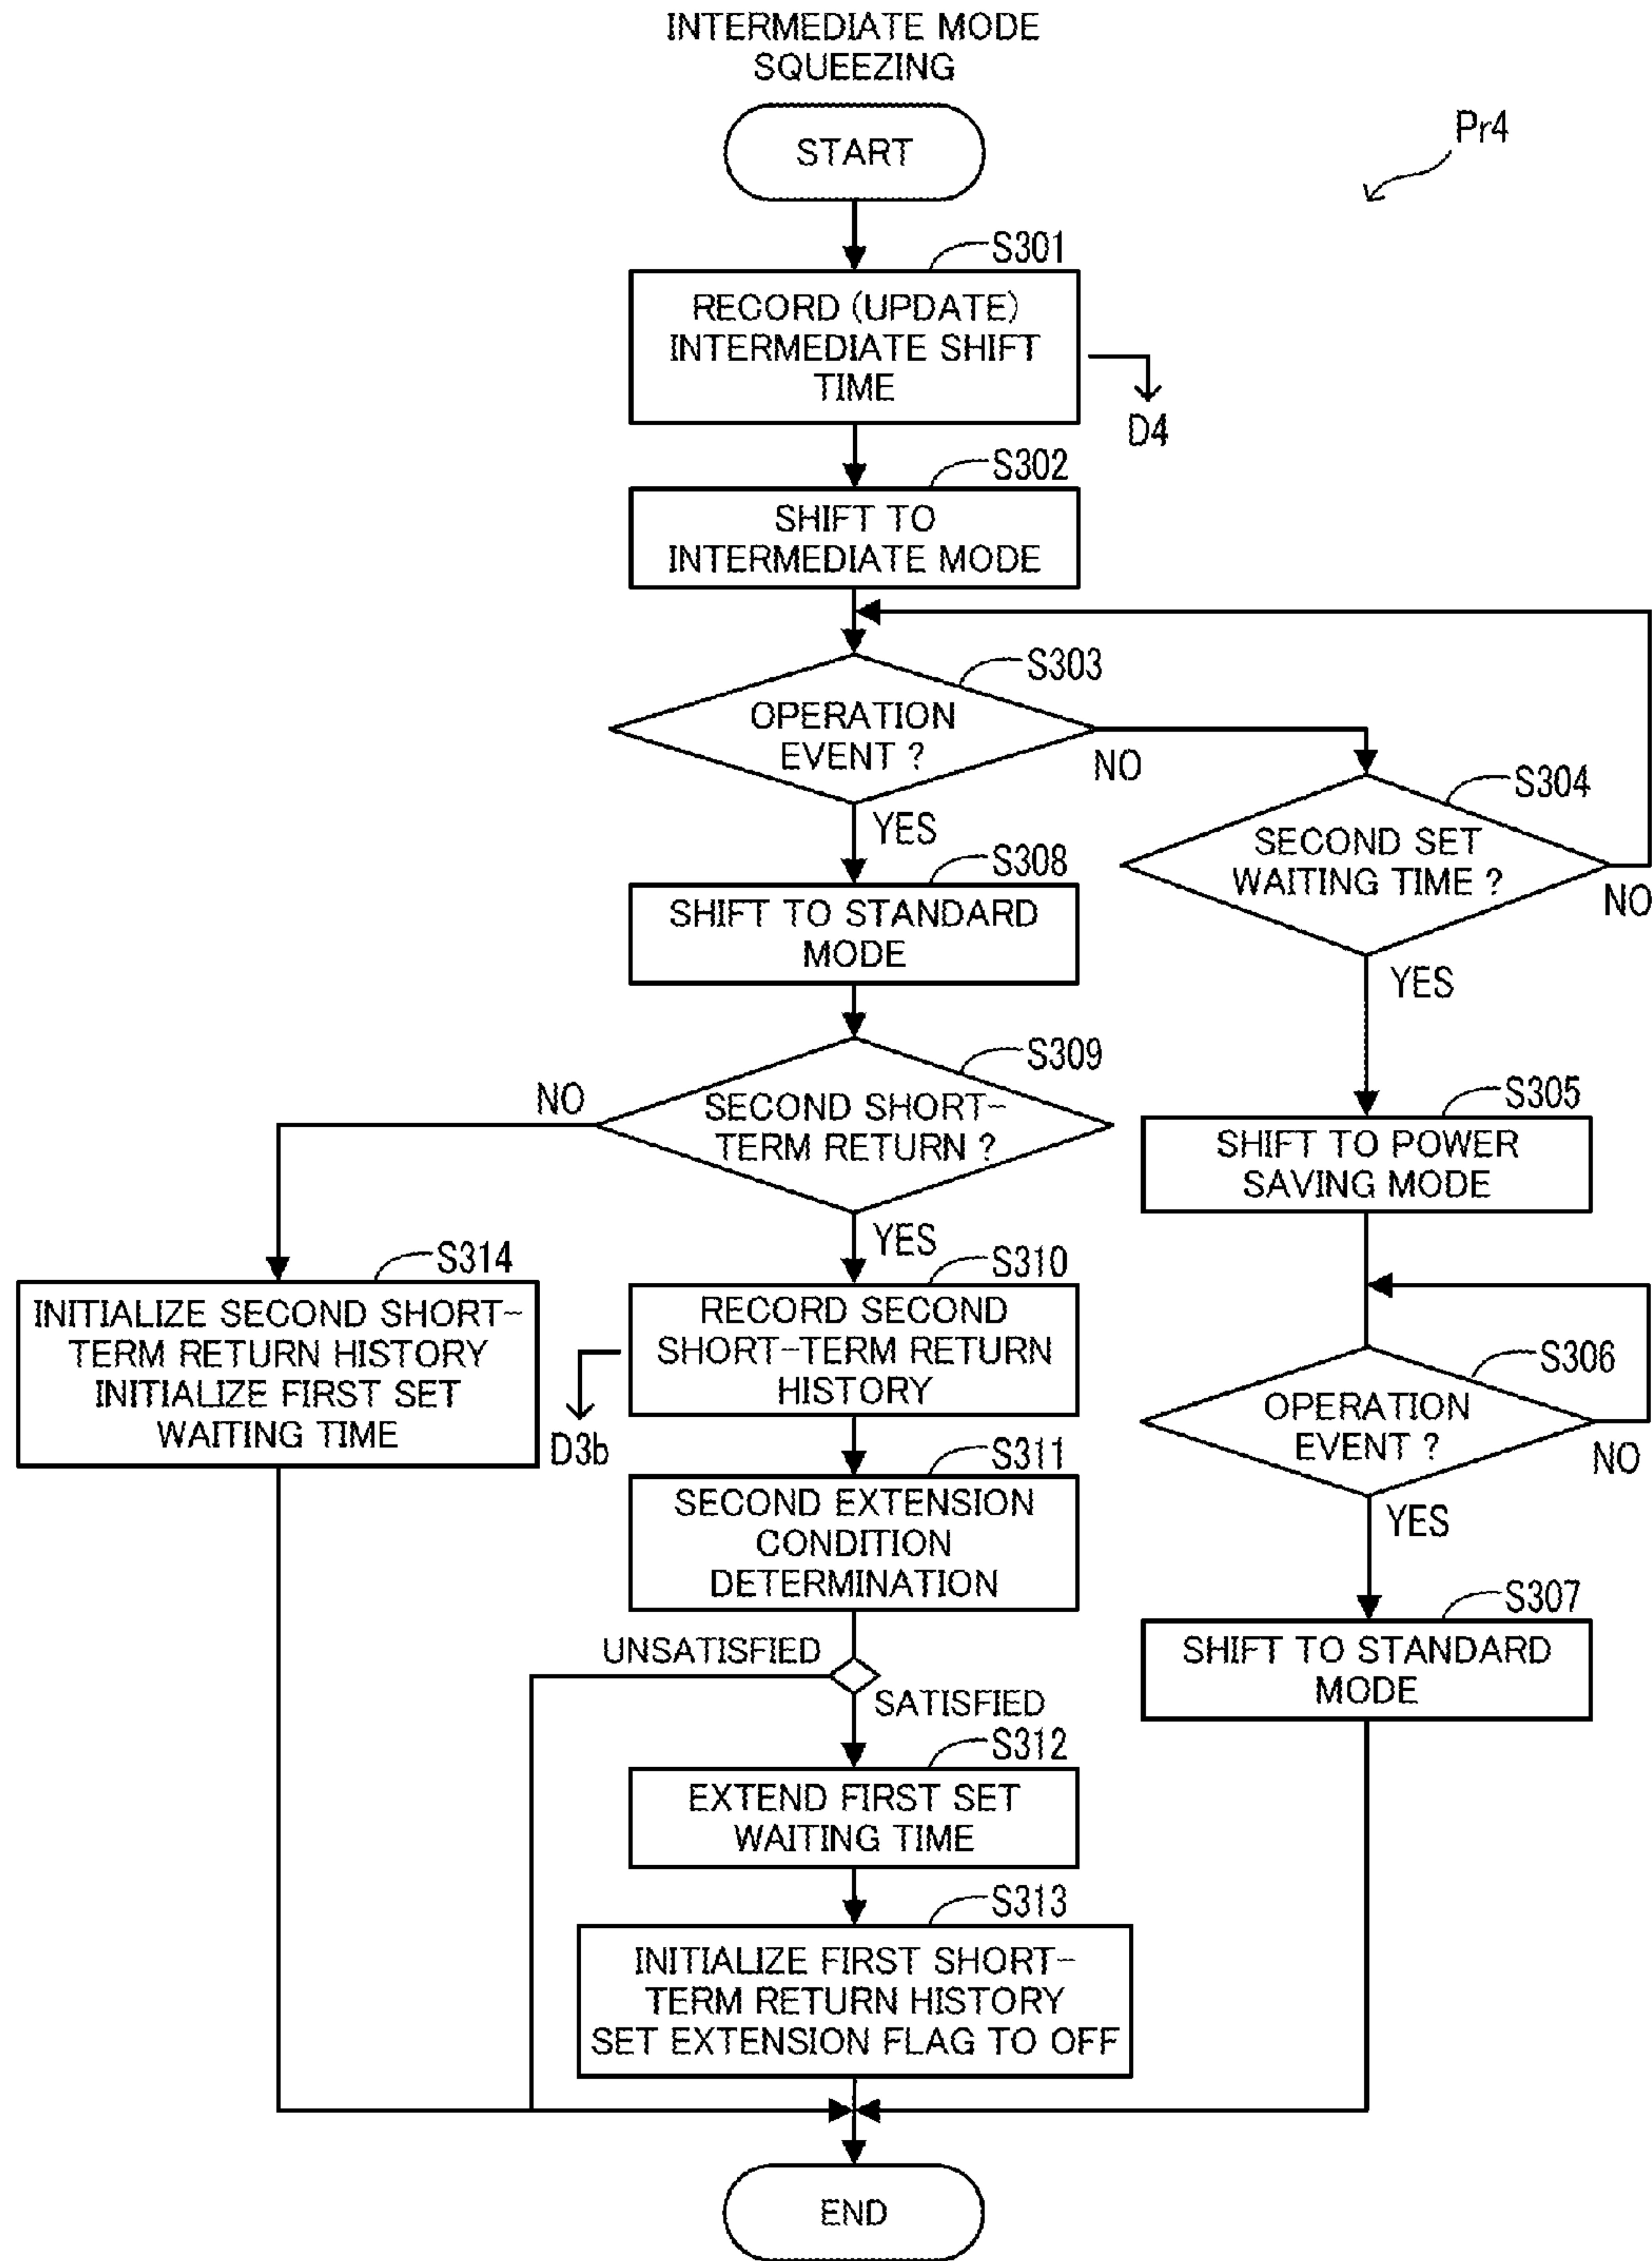 INTERMEDIATE MODE
SQUEEZING
START
Pr4
S301
RECORD (UPDATE)
INTERMEDIATE SHIFT
TIME
D4
S302
SHIFT TO
INTERMEDIATE MODE
S303
OPERATION
EVENT ?
NO
YES
S304
SECOND SET
WAITING TIME ?
NO
YES
S308
SHIFT TO STANDARD
MODE
S309
SECOND SHORT-
TERM RETURN ?
NO
YES
S305
SHIFT TO POWER
SAVING MODE
S314
INITIALIZE SECOND SHORT-
TERM RETURN HISTORY
INITIALIZE FIRST SET
WAITING TIME
S310
RECORD SECOND
SHORT-TERM RETURN
HISTORY
D3b
S306
OPERATION
EVENT ?
NO
YES
S311
SECOND EXTENSION
CONDITION
DETERMINATION
UNSATISFIED
SATISFIED
S307
SHIFT TO STANDARD
MODE
S312
EXTEND FIRST SET
WAITING TIME
S313
INITIALIZE FIRST SHORT-
TERM RETURN HISTORY
SET EXTENSION FLAG TO OFF
END